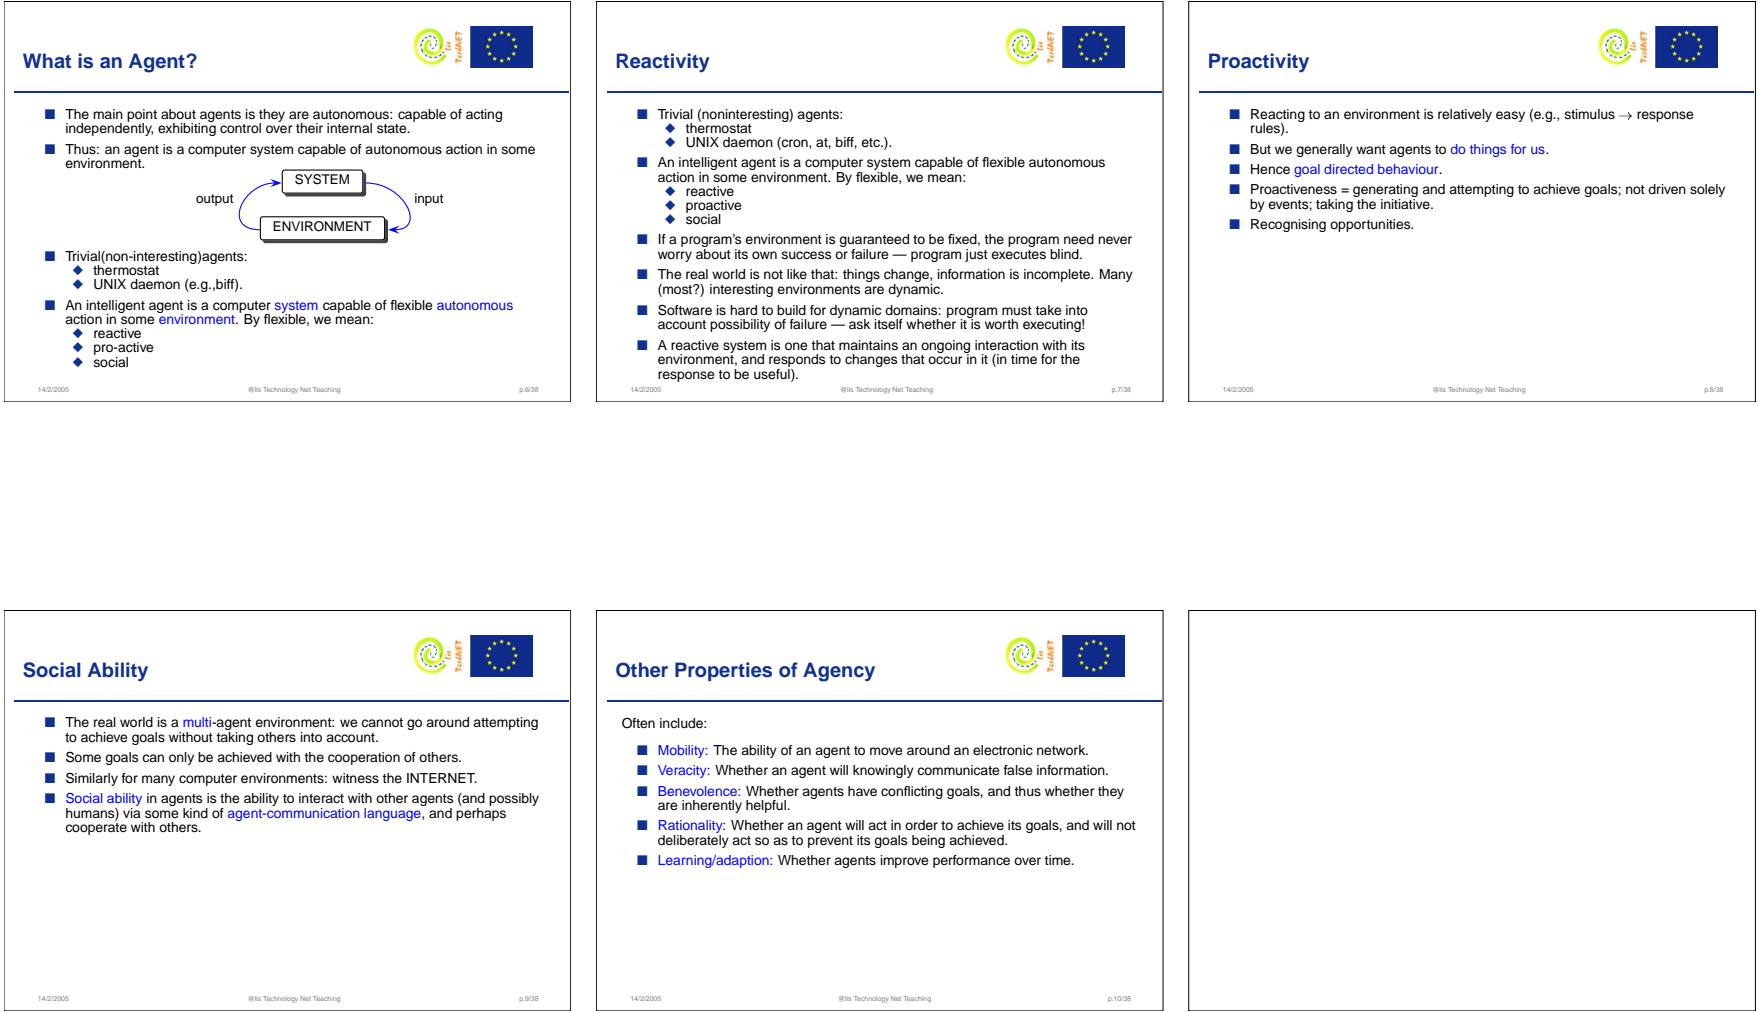 What is an Agent?
The main point about agents is they are autonomous: capable of acting
independently, exhibiting control over their internal state.
Thus: an agent is a computer system capable of autonomous action in some
environment.
SYSTEM
output
input
ENVIRONMENT
Trivial(non-interesting)agents:
thermostat
UNIX daemon (e.g.,biff).
An intelligent agent is a computer system capable of flexible autonomous
action in some environment. By flexible, we mean:
reactive
pro-active
social
14/2/2005 @lis Technology Net Teaching p.6/38
Reactivity
Trivial (noninteresting) agents:
thermostat
UNIX daemon (cron, at, biff, etc.).
An intelligent agent is a computer system capable of flexible autonomous
action in some environment. By flexible, we mean:
reactive
proactive
social
If a program's environment is guaranteed to be fixed, the program need never
worry about its own success or failure — program just executes blind.
The real world is not like that: things change, information is incomplete. Many
(most?) interesting environments are dynamic.
Software is hard to build for dynamic domains: program must take into
account possibility of failure — ask itself whether it is worth executing!
A reactive system is one that maintains an ongoing interaction with its
environment, and responds to changes that occur in it (in time for the
response to be useful).
14/2/2005 @lis Technology Net Teaching p.7/38
Proactivity
Reacting to an environment is relatively easy (e.g., stimulus → response
rules).
But we generally want agents to do things for us.
Hence goal directed behaviour.
Proactiveness = generating and attempting to achieve goals; not driven solely
by events; taking the initiative.
Recognising opportunities.
14/2/2005 @lis Technology Net Teaching p.8/38
Social Ability
The real world is a multi-agent environment: we cannot go around attempting
to achieve goals without taking others into account.
Some goals can only be achieved with the cooperation of others.
Similarly for many computer environments: witness the INTERNET.
Social ability in agents is the ability to interact with other agents (and possibly
humans) via some kind of agent-communication language, and perhaps
cooperate with others.
14/2/2005 @lis Technology Net Teaching p.9/38
Other Properties of Agency
Often include:
Mobility: The ability of an agent to move around an electronic network.
Veracity: Whether an agent will knowingly communicate false information.
Benevolence: Whether agents have conflicting goals, and thus whether they
are inherently helpful.
Rationality: Whether an agent will act in order to achieve its goals, and will not
deliberately act so as to prevent its goals being achieved.
Learning/adaption: Whether agents improve performance over time.
14/2/2005 @lis Technology Net Teaching p.10/38